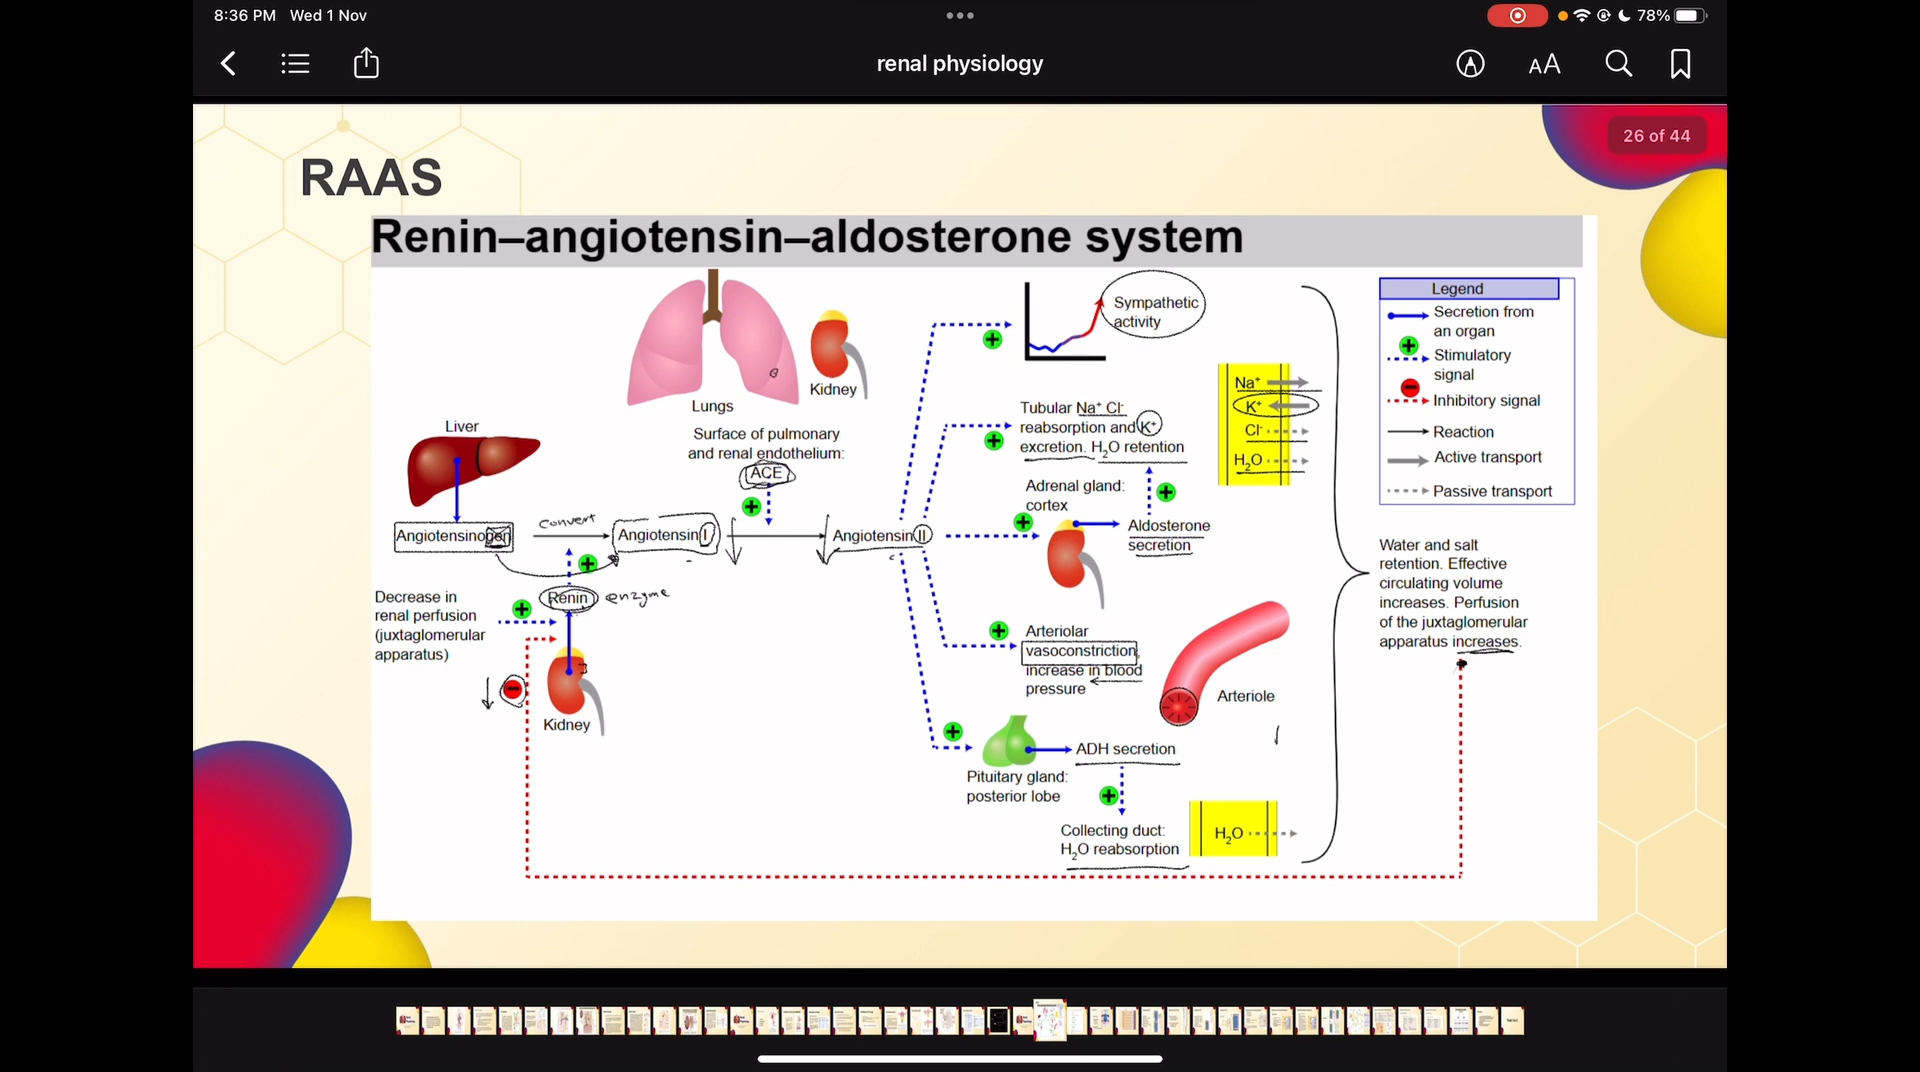 8:36 PM Wed 1 Nov
78%
renal physiology
26 of 44
RAAS
Renin–angiotensin–aldosterone system
Lungs
Kidney
Surface of pulmonary
and renal endothelium:
ACE
Liver
Angiotensinogen
convert
Angiotensin I
Angiotensin II
Renin
enzyme
Decrease in
renal perfusion
(juxtaglomerular
apparatus)
Kidney
Sympathetic
activity
Tubular Na⁺ Cl⁻
reabsorption and K⁺
excretion. H₂O retention
Adrenal gland:
cortex
Aldosterone
secretion
Arteriolar
vasoconstriction,
increase in blood
pressure
Arteriole
Pituitary gland:
posterior lobe
ADH secretion
Collecting duct:
H₂O reabsorption
H₂O
Na⁺
K⁺
Cl⁻
H₂O
Legend
Secretion from
an organ
Stimulatory
signal
Inhibitory signal
Reaction
Active transport
Passive transport
Water and salt
retention. Effective
circulating volume
increases. Perfusion
of the juxtaglomerular
apparatus increases.